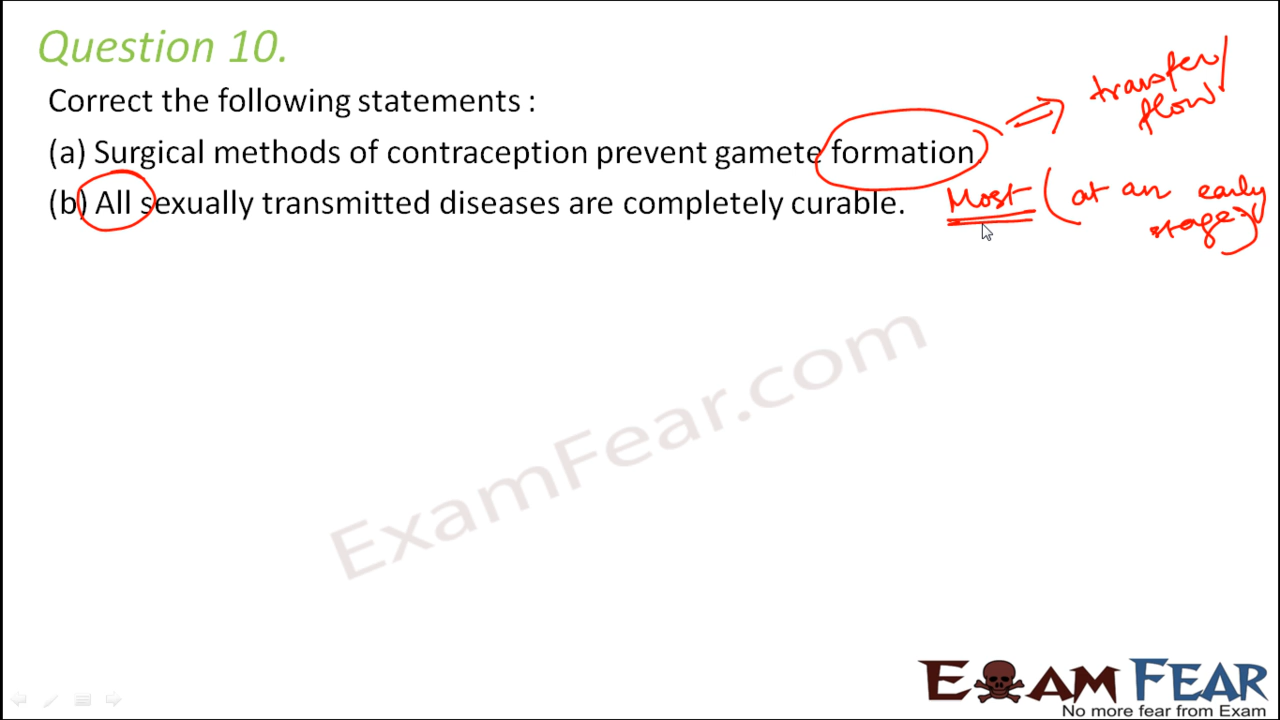 Question 10.
Correct the following statements :
(a) Surgical methods of contraception prevent gamete formation.
transfer/
flow
(b) All sexually transmitted diseases are completely curable.
Most (at an early
stage)
ExamFear.com
EXAM FEAR
No more fear from Exam